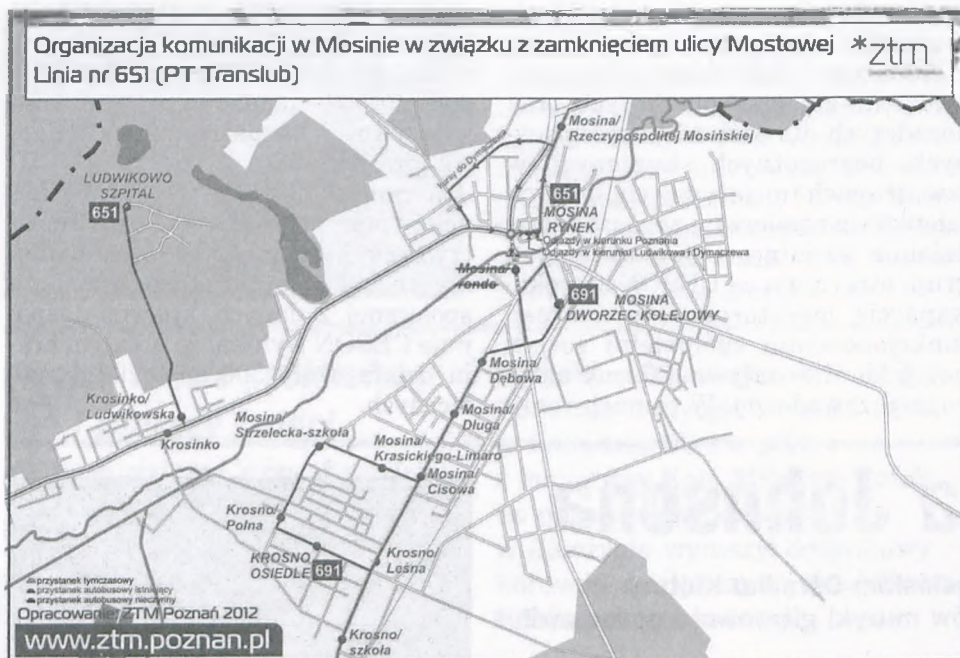 Organizacja komunikacji w Mosinie w związku z zamknięciem ulicy Mostowej
Linia nr 651 (PT Translub)
*ztm
Mosina/
Rzeczypospolitej Mosińskiej
LUDWIKOWO
SZPITAL
651
651
MOSINA
RYNEK
Odjazdy w kierunku Poznania
Odjazdy w kierunku Ludwikowa i Dymaczewa
Mosina/
rondo
691
MOSINA
DWORZEC KOLEJOWY
Mosina/
Dębowa
Krosinko/
Ludwikowska
Krosinko
Mosina/
Strzelecka-szkoła
Mosina/
Długa
Mosina/
Krasickiego-Limaro
Mosina/
Cisowa
Krosno/
Polna
KROSNO
OSIEDLE
691
Krosno/
Leśna
Krosno/
szkoła
przystanek tymczasowy
przystanek autobusowy istniejący
przystanek autobusowy nieczynny
Opracowanie: ZTM Poznań 2012
www.ztm.poznan.pl
u Jubusuna
ów muzyki